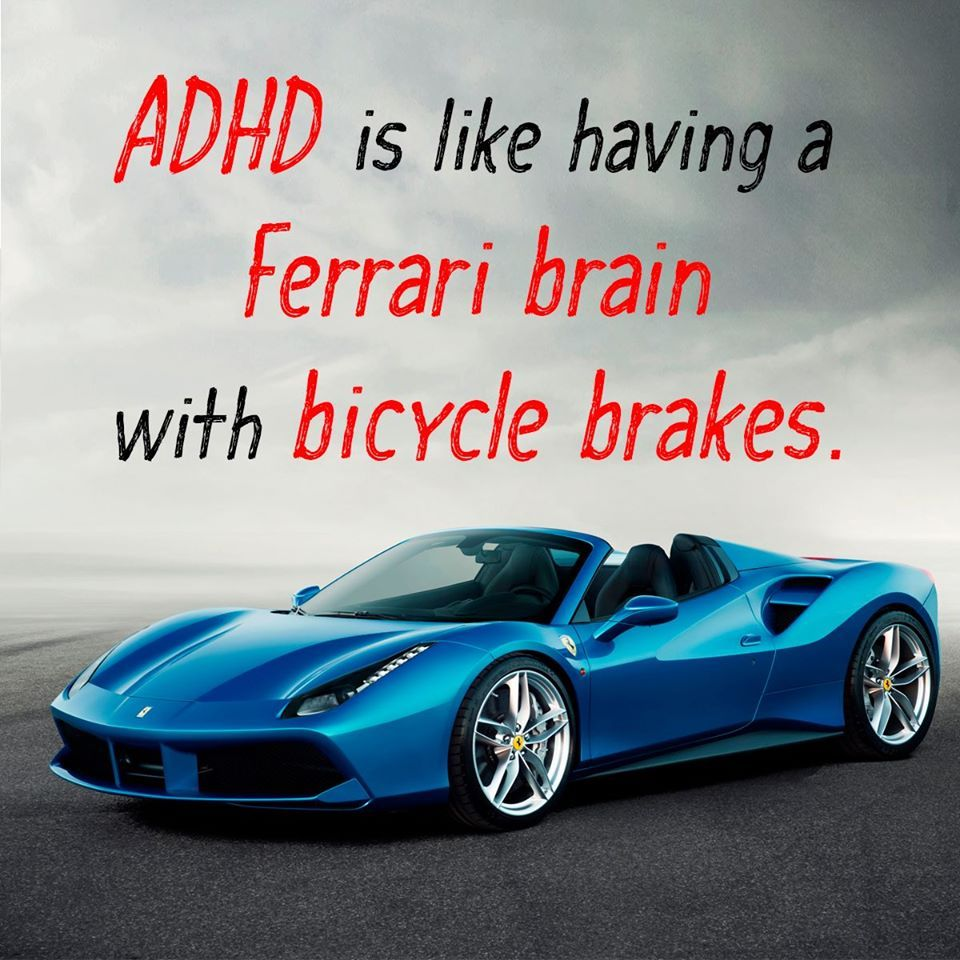 ADHD is like having a
Ferrari brain
with bicycle brakes.